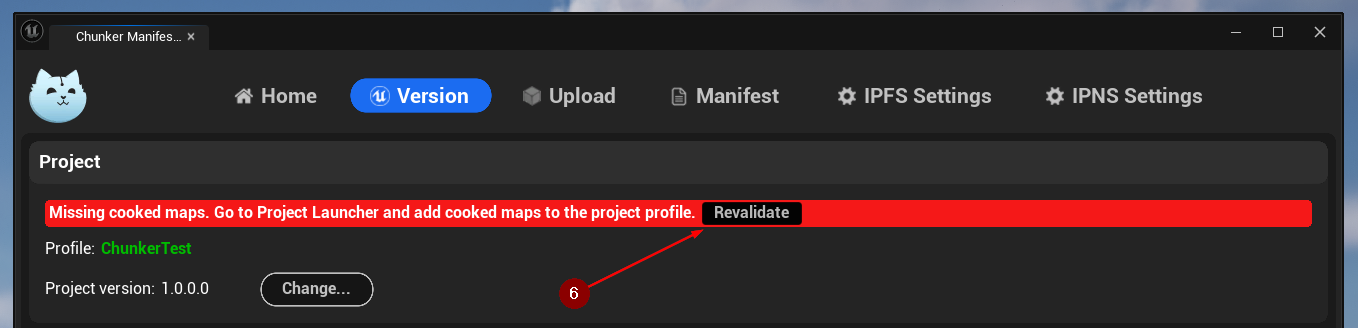 Chunker Manifes...
Home
Version
Upload
Manifest
IPFS Settings
IPNS Settings
Project
Missing cooked maps. Go to Project Launcher and add cooked maps to the project profile. Revalidate
Profile: ChunkerTest
Project version: 1.0.0.0 Change...
6